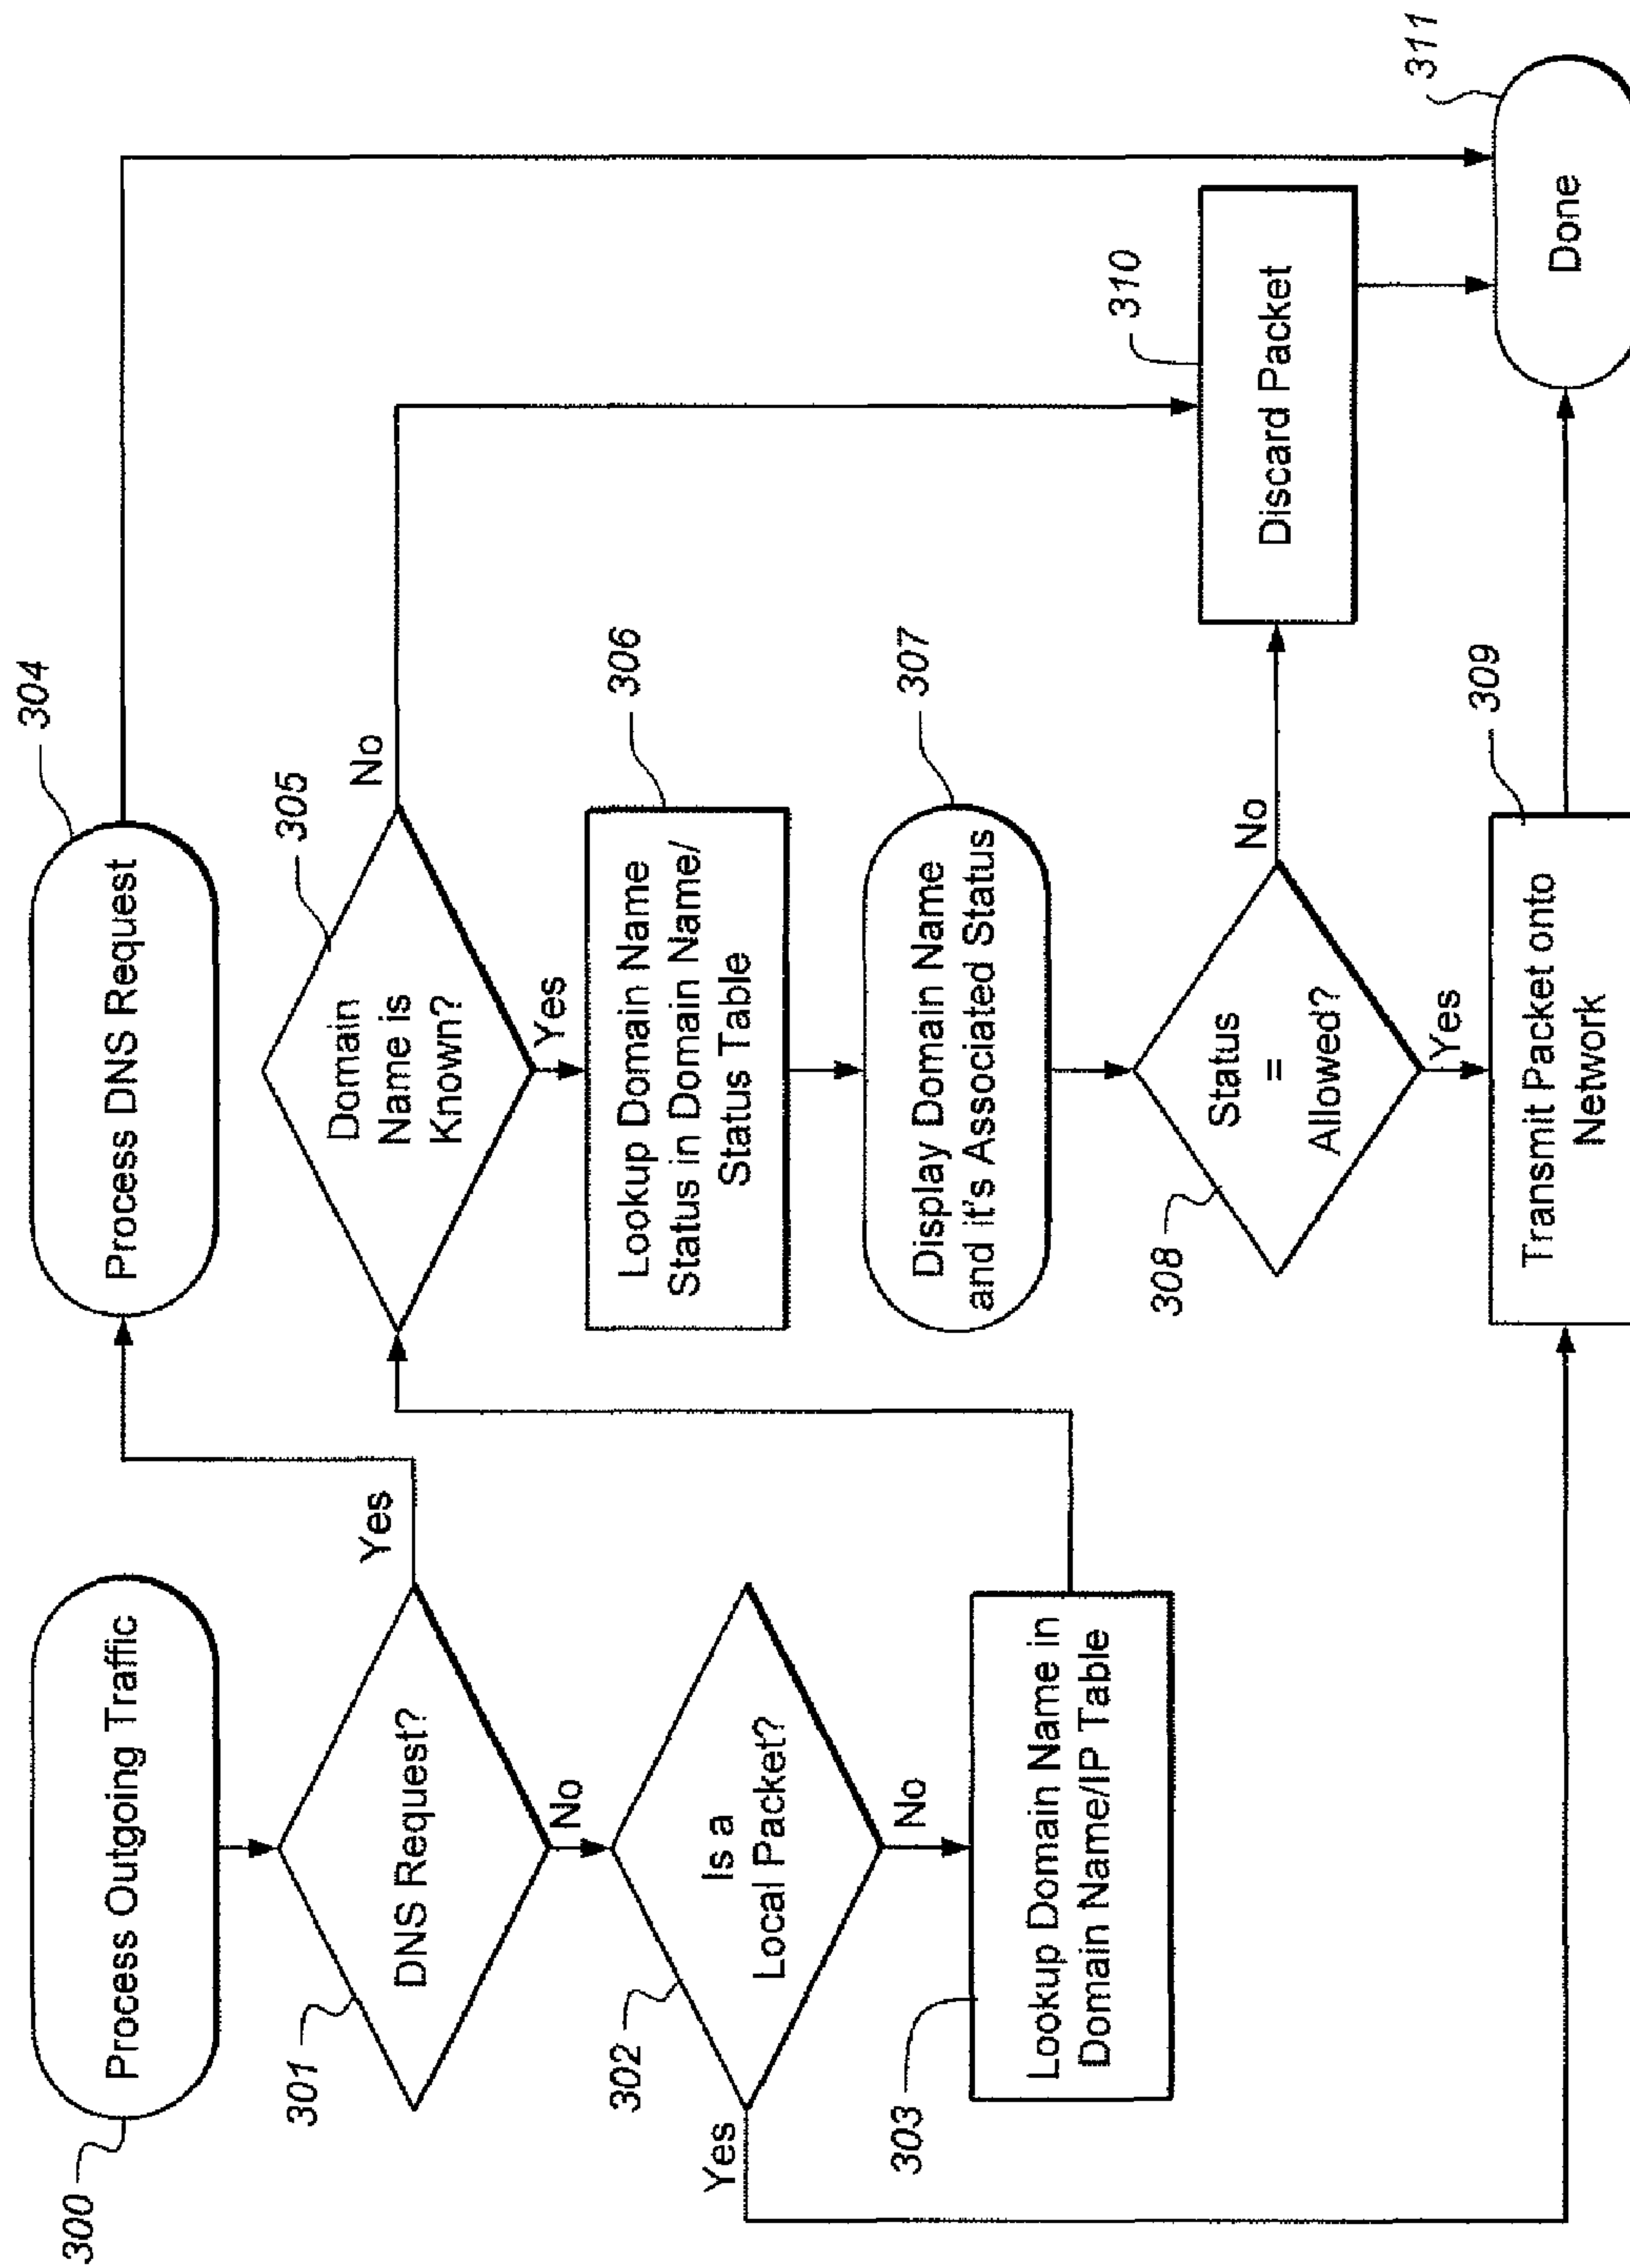 300
Process Outgoing Traffic
301
DNS Request?
Yes
No
302
Is a
Local Packet?
Yes
No
303
Lookup Domain Name in
Domain Name/IP Table
304
Process DNS Request
305
Domain
Name is
Known?
No
Yes
306
Lookup Domain Name
Status in Domain Name/
Status Table
307
Display Domain Name
and it's Associated Status
308
Status
=
Allowed?
No
Yes
309
Transmit Packet onto
Network
310
Discard Packet
311
Done